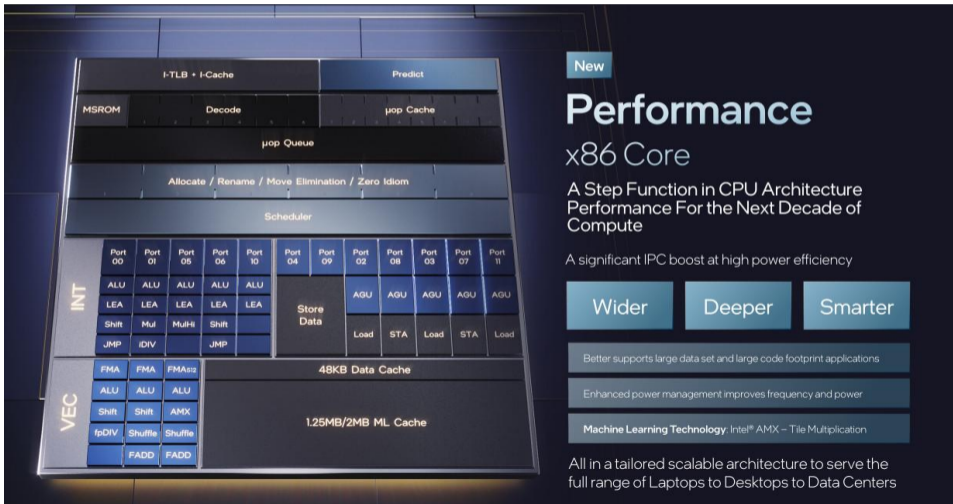 I-TLB + I-Cache
Predict
MSROM
Decode
μop Cache
μop Queue
Allocate / Rename / Move Elimination / Zero Idiom
Scheduler
INT
Port 00
Port 01
Port 05
Port 06
Port 10
Port 04
Port 09
Port 02
Port 08
Port 03
Port 07
Port 11
ALU ALU ALU ALU ALU
LEA LEA LEA LEA LEA
Shift Mul MulHi Shift
JMP IDIV JMP
Store
Data
AGU AGU AGU AGU AGU
Load STA Load STA Load
VEC
FMA FMA FMA512
ALU ALU ALU
Shift Shift AMX
fpDIV Shuffle Shuffle
FADD FADD
48KB Data Cache
1.25MB/2MB ML Cache
New
Performance
x86 Core
A Step Function in CPU Architecture
Performance For the Next Decade of
Compute
A significant IPC boost at high power efficiency
Wider
Deeper
Smarter
Better supports large data set and large code footprint applications
Enhanced power management improves frequency and power
Machine Learning Technology: Intel® AMX – Tile Multiplication
All in a tailored scalable architecture to serve the
full range of Laptops to Desktops to Data Centers